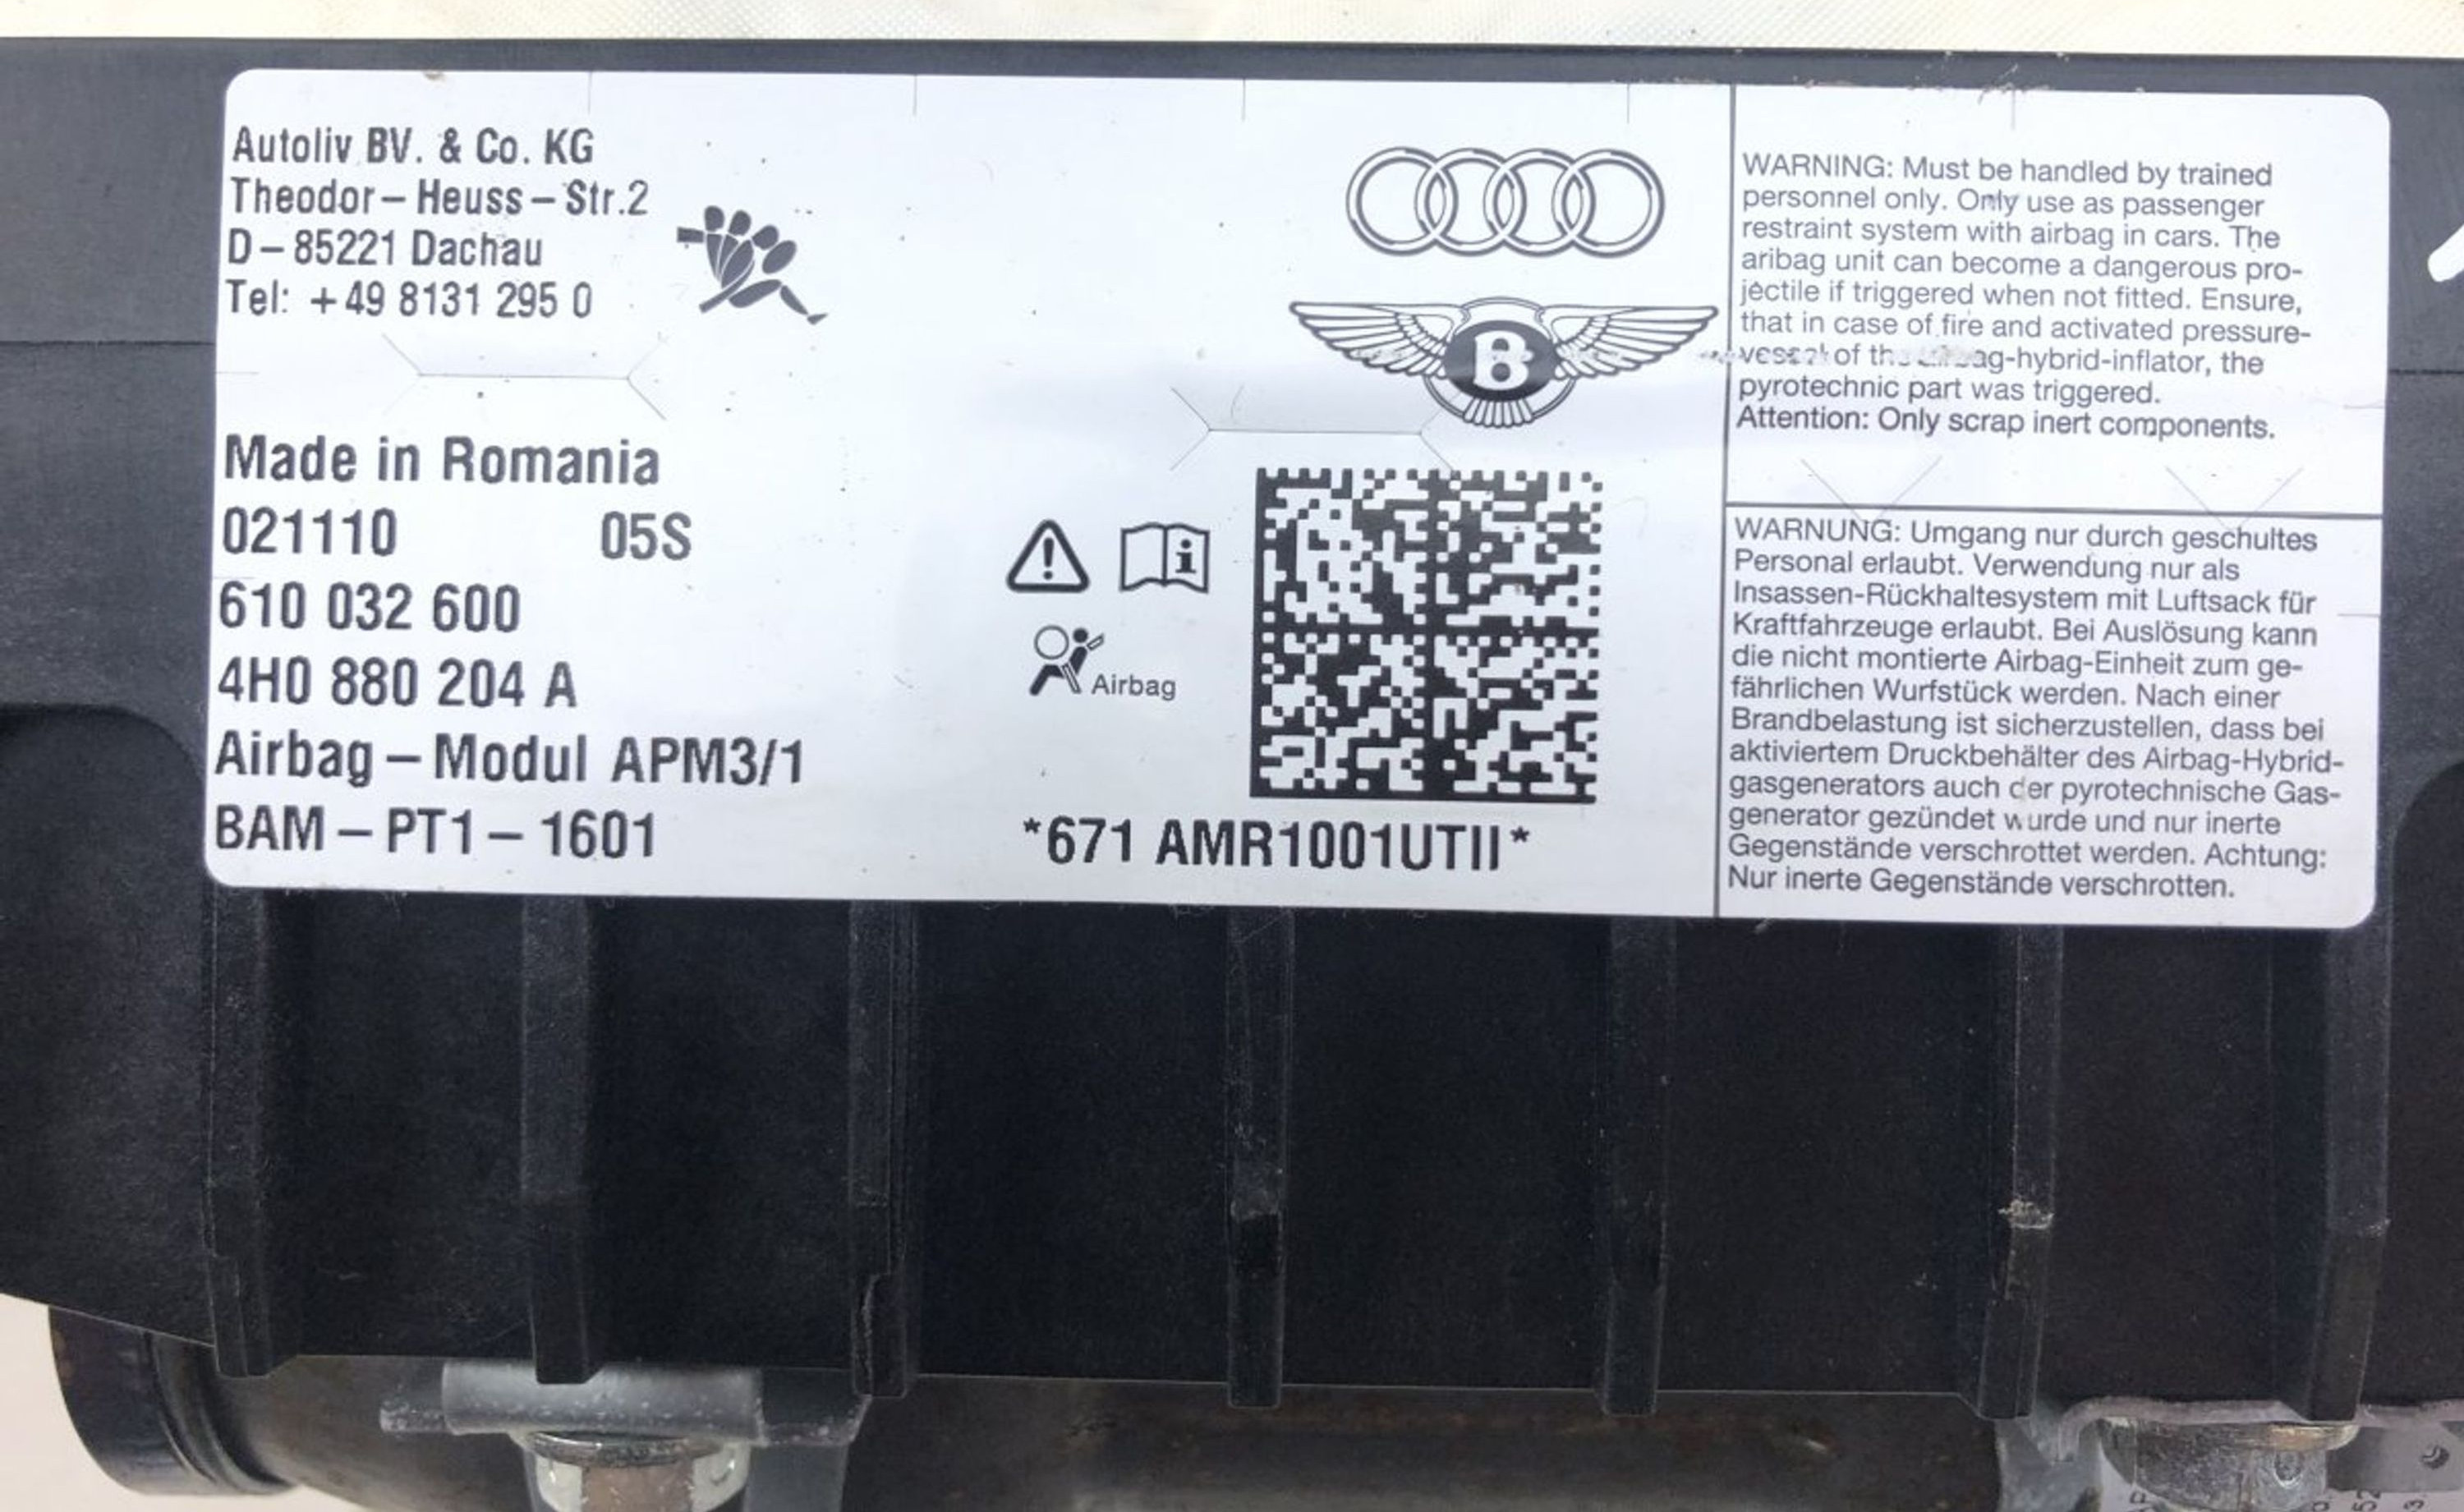 Autoliv BV. & Co. KG
Theodor-Heuss-Str.2
D-85221 Dachau
Tel: +49 8131 295 0
Made in Romania
021110 05S
610 032 600
4H0 880 204 A
Airbag-Modul APM3/1
BAM-PT1-1601
B
Airbag
*671 AMR1001UTII*
WARNING: Must be handled by trained
personnel only. Only use as passenger
restraint system with airbag in cars. The
aribag unit can become a dangerous pro-
jectile if triggered when not fitted. Ensure,
that in case of fire and activated pressure-
vessel of the airbag-hybrid-inflator, the
pyrotechnic part was triggered.
Attention: Only scrap inert components.
WARNUNG: Umgang nur durch geschultes
Personal erlaubt. Verwendung nur als
Insassen-Rückhaltesystem mit Luftsack für
Kraftfahrzeuge erlaubt. Bei Auslösung kann
die nicht montierte Airbag-Einheit zum ge-
fährlichen Wurfstück werden. Nach einer
Brandbelastung ist sicherzustellen, dass bei
aktiviertem Druckbehälter des Airbag-Hybrid-
gasgenerators auch der pyrotechnische Gas-
generator gezündet wurde und nur inerte
Gegenstände verschrottet werden. Achtung:
Nur inerte Gegenstände verschrotten.